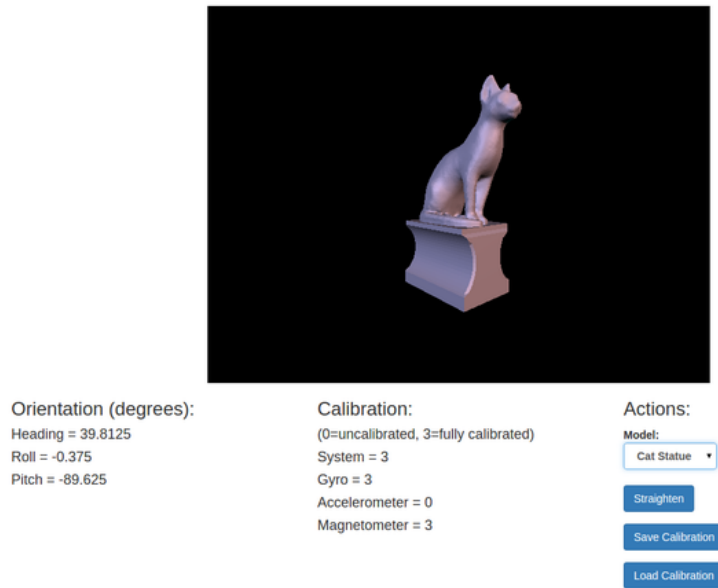 Orientation (degrees):
Heading = 39.8125
Roll = -0.375
Pitch = -89.625
Calibration:
(0=uncalibrated, 3=fully calibrated)
System = 3
Gyro = 3
Accelerometer = 0
Magnetometer = 3
Actions:
Model:
Cat Statue
Straighten
Save Calibration
Load Calibration